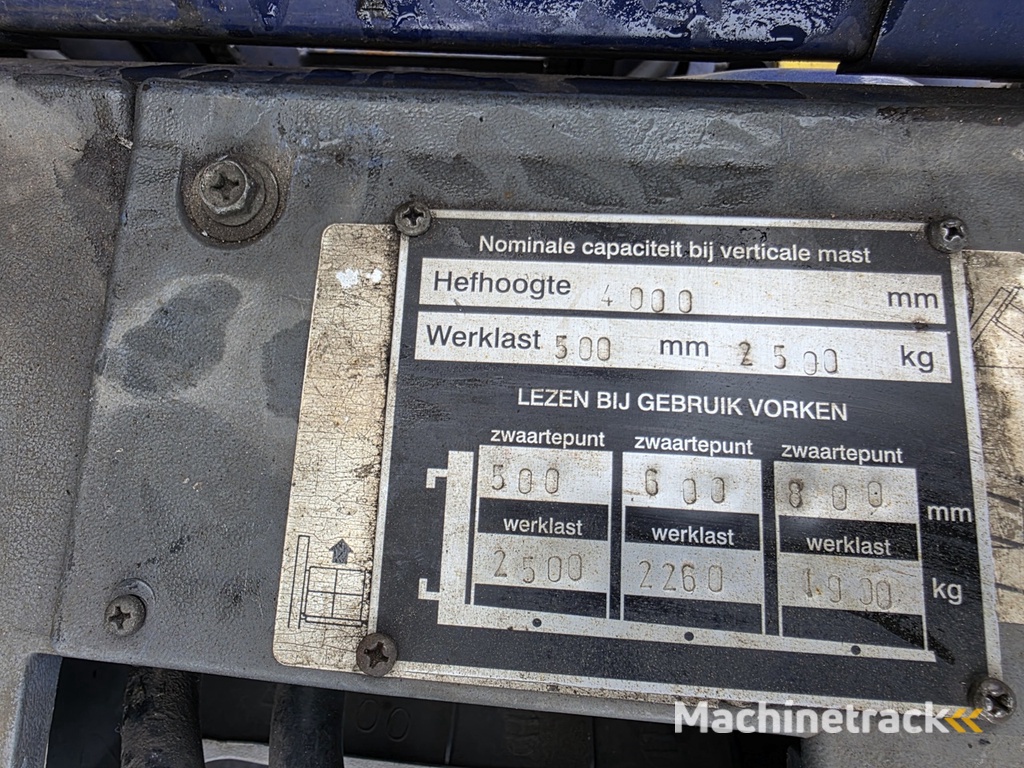 Nominale capaciteit bij verticale mast
Hefhoogte 4000 mm
Werklast 500 mm 2500 kg
LEZEN BIJ GEBRUIK VORKEN
zwaartepunt zwaartepunt zwaartepunt
500 600 800 mm
werklast werklast werklast
2500 2260 1900 kg
Machinetrack